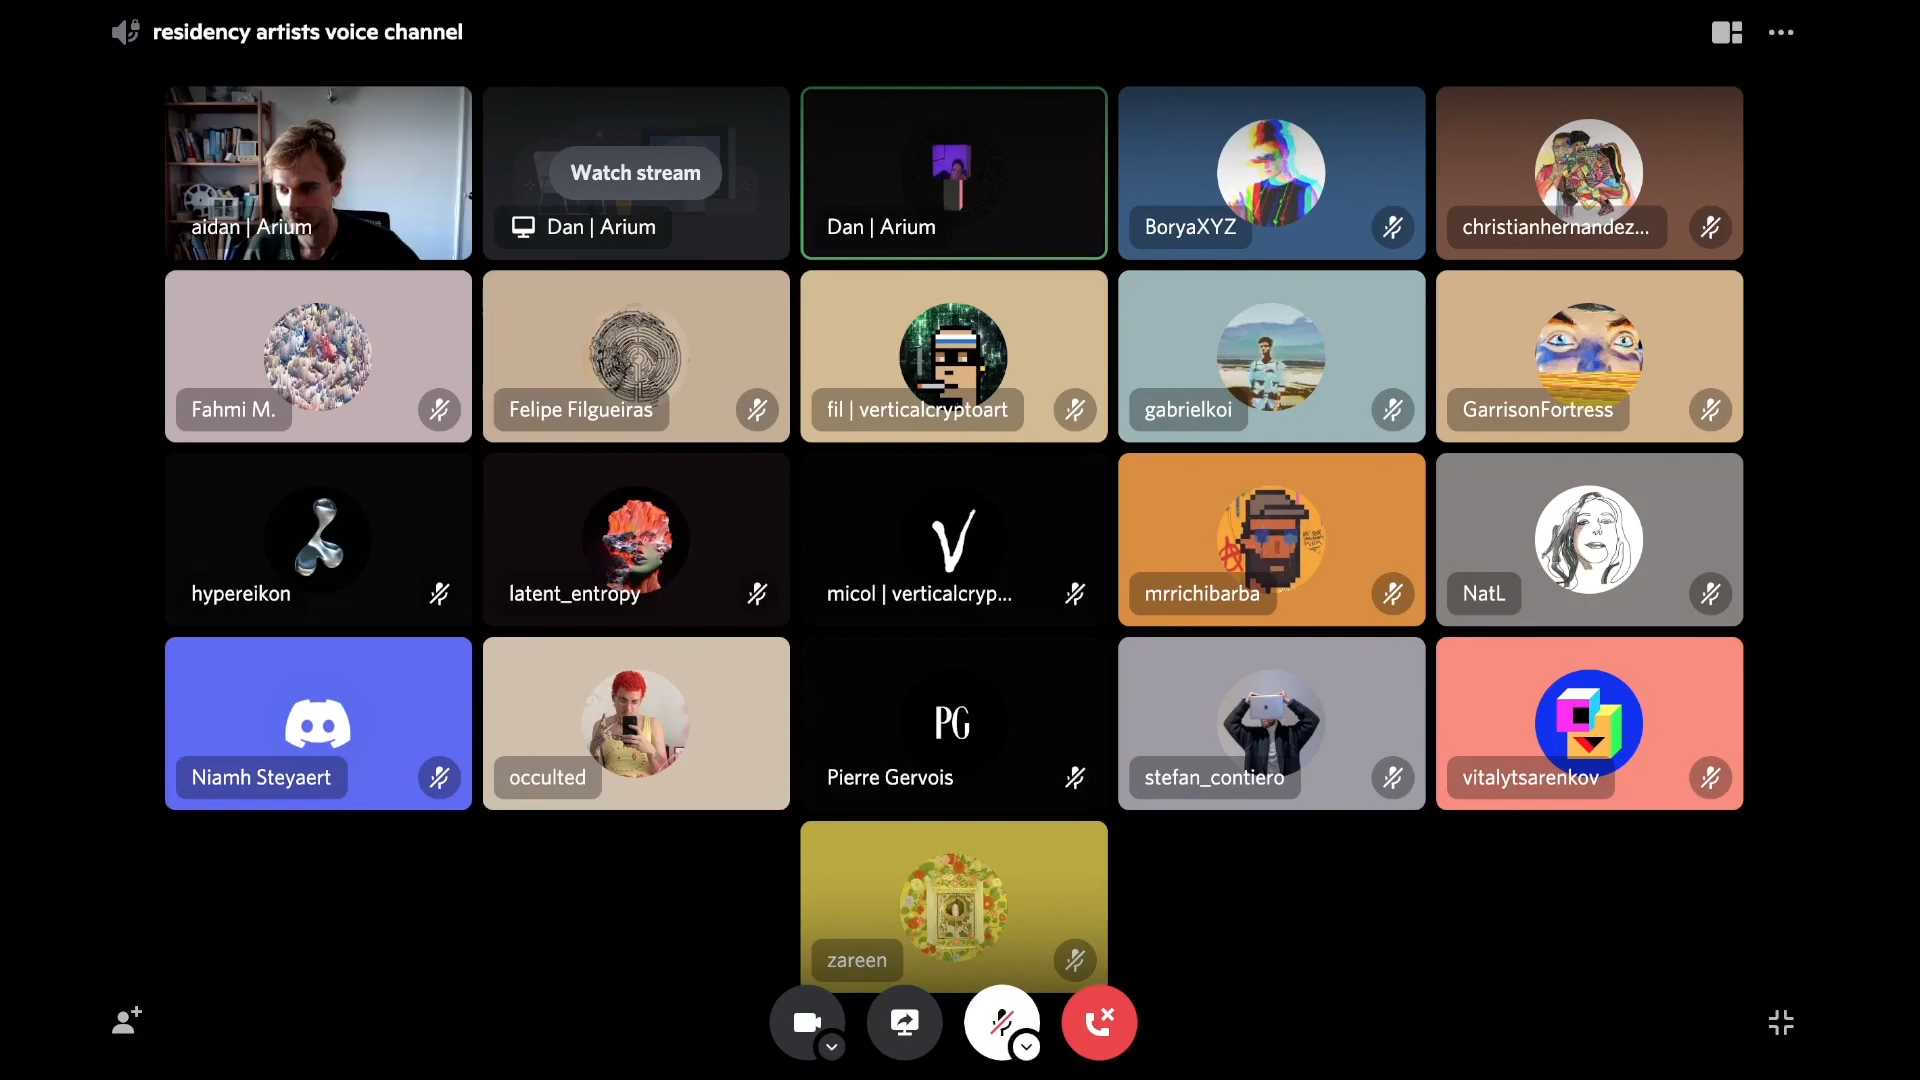 residency artists voice channel
aidan | Arium
Watch stream
Dan | Arium
Dan | Arium
BoryaXYZ
christianhernandez...
Fahmi M.
Felipe Filgueiras
fil | verticalcryptoart
gabrielkoi
GarrisonFortress
hypereikon
latent_entropy
V
micol | verticalcryp...
mrrichibarba
NatL
Niamh Steyaert
occulted
PG
Pierre Gervois
stefan_contiero
vitalytsarenkov
zareen